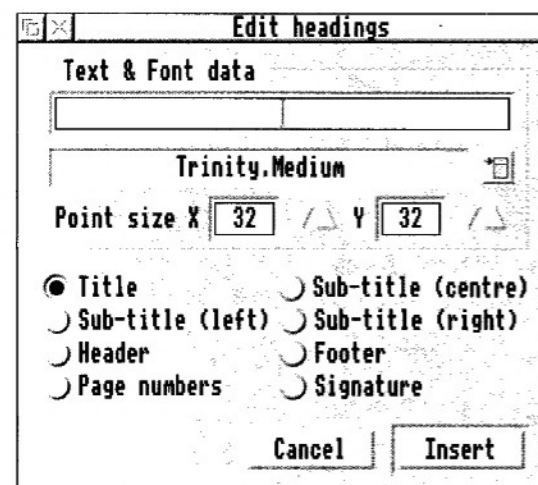 Edit headings
Text & Font data
Trinity.Medium
Point size X 32 Y 32
Title Sub-title (centre)
Sub-title (left) Sub-title (right)
Header Footer
Page numbers Signature
Cancel Insert